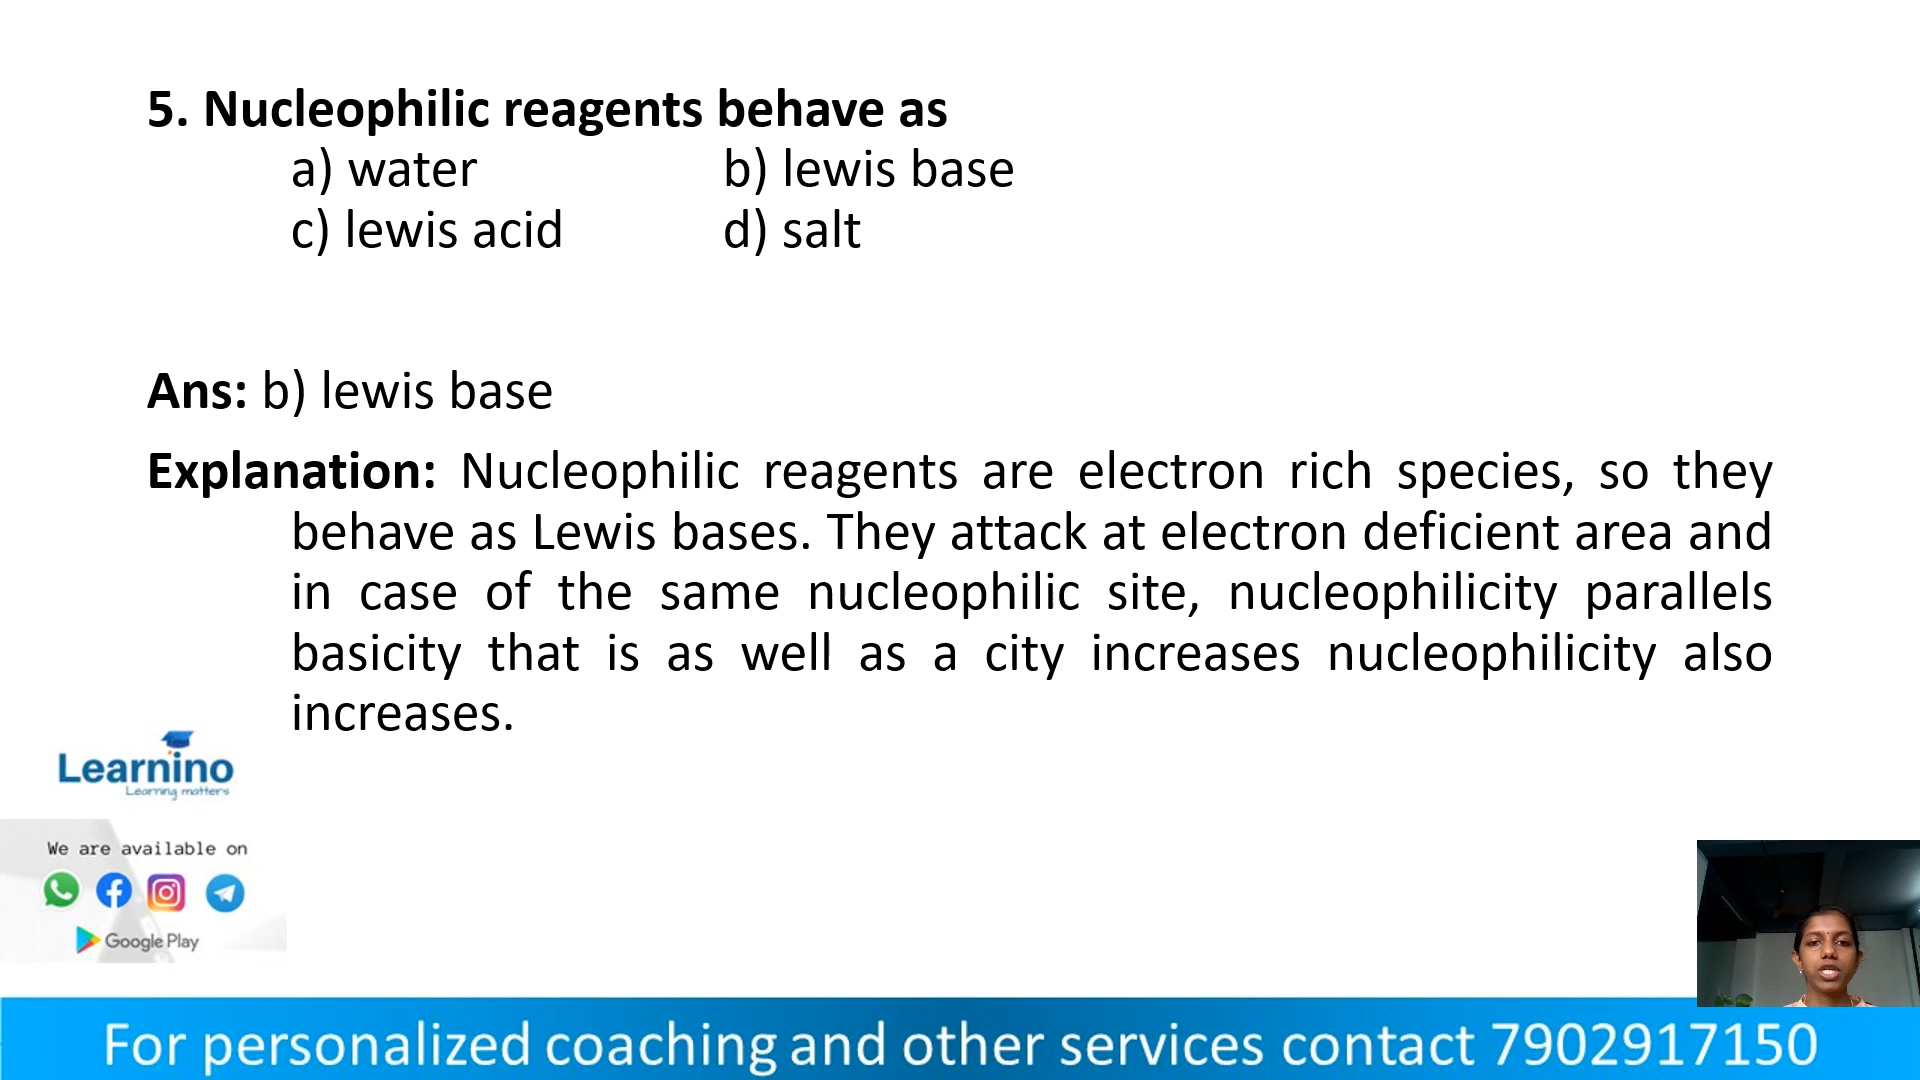 5. Nucleophilic reagents behave as
a) water b) lewis base
c) lewis acid d) salt
Ans: b) lewis base
Explanation: Nucleophilic reagents are electron rich species, so they
behave as Lewis bases. They attack at electron deficient area and
in case of the same nucleophilic site, nucleophilicity parallels
basicity that is as well as a city increases nucleophilicity also
increases.
Learnino
Learning matters
We are available on
Google Play
For personalized coaching and other services contact 7902917150